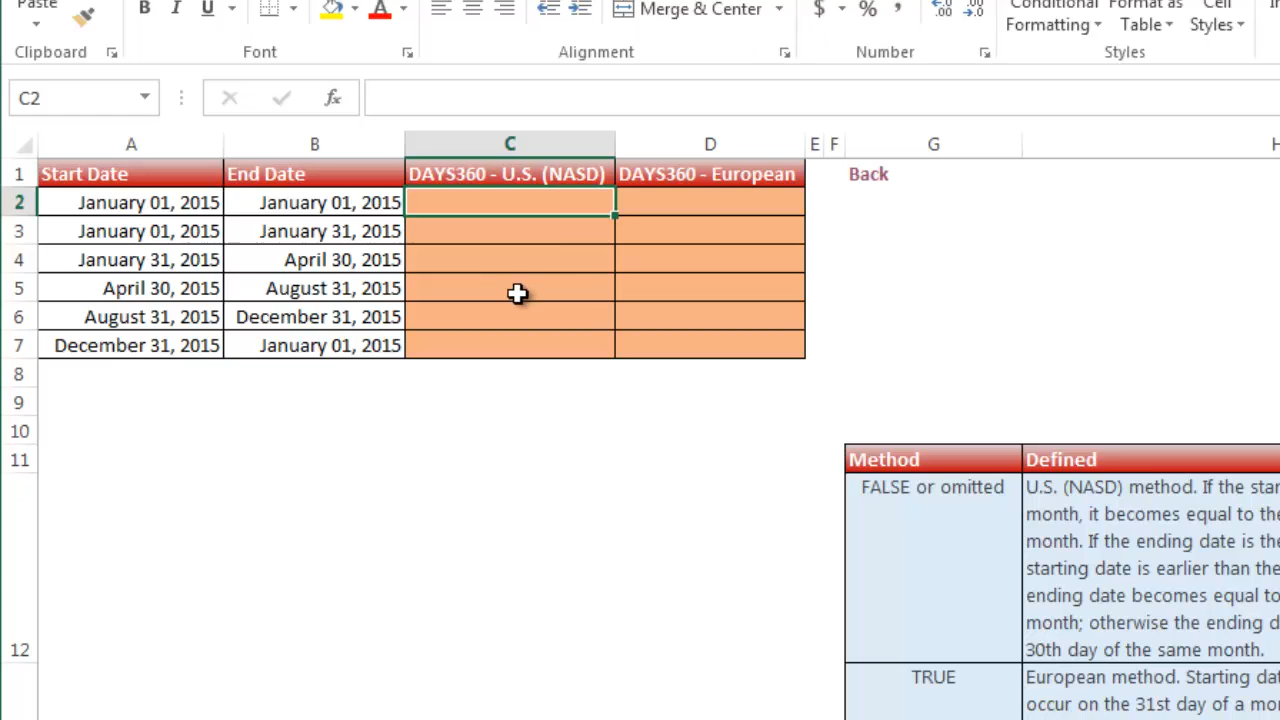 Paste B I U A Merge & Center $ % , .00 .00 Conditional Format as Cell
Formatting Table Styles
Clipboard Font Alignment Number Styles
C2 fx
A B C D E F G H
1 Start Date End Date DAYS360 - U.S. (NASD) DAYS360 - European Back
2 January 01, 2015 January 01, 2015
3 January 01, 2015 January 31, 2015
4 January 31, 2015 April 30, 2015
5 April 30, 2015 August 31, 2015
6 August 31, 2015 December 31, 2015
7 December 31, 2015 January 01, 2015
8
9
10
11 Method Defined
FALSE or omitted U.S. (NASD) method. If the star
month, it becomes equal to the
month. If the ending date is the
starting date is earlier than the
ending date becomes equal to
month; otherwise the ending d
12 30th day of the same month.
TRUE European method. Starting dat
occur on the 31st day of a mo